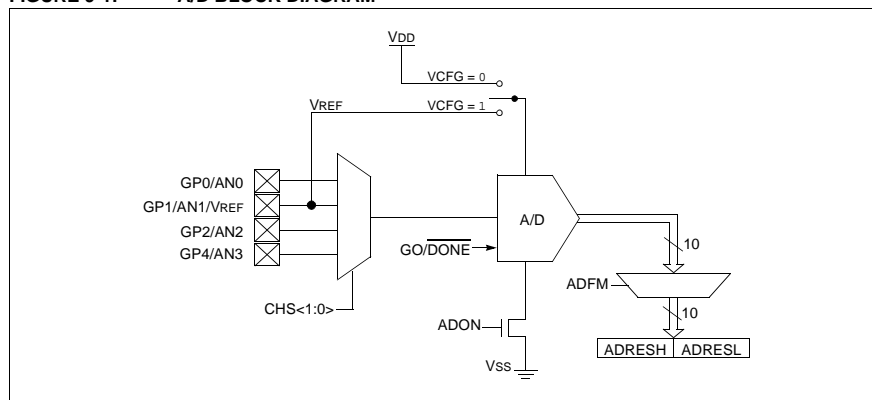 VDD
VCFG = 0
VREF
VCFG = 1
GP0/AN0
GP1/AN1/VREF
GP2/AN2
GP4/AN3
A/D
GO/DONE
10
ADFM
CHS<1:0>
10
ADON
ADRESH ADRESL
VSS